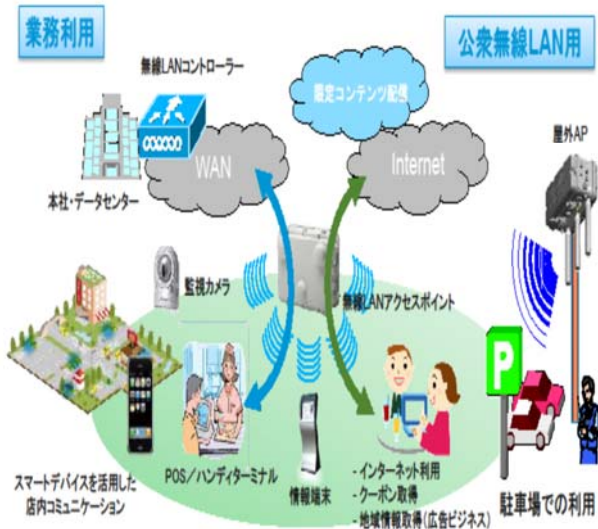 業務利用
公衆無線LAN用
無線LANコントローラー
限定コンテンツ配信
屋外AP
WAN
Internet
本社・データセンター
監視カメラ
無線LANアクセスポイント
P
スマートデバイスを活用した
店内コミュニケーション
POS／ハンディターミナル
情報端末
- インターネット利用
- クーポン取得
- 地域情報取得（広告ビジネス）
駐車場での利用